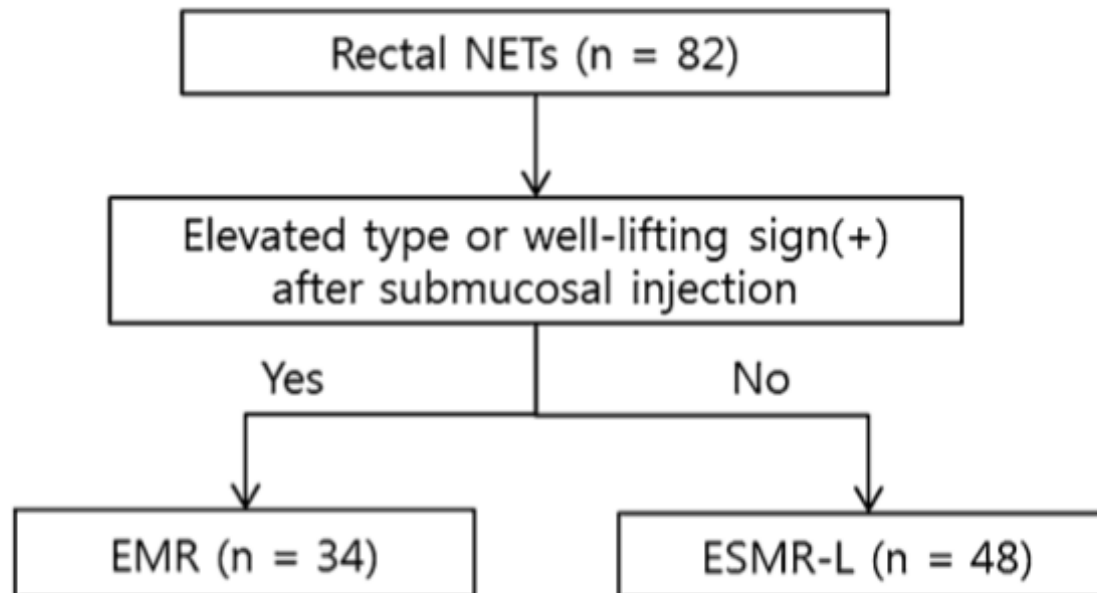 Rectal NETs (n = 82)
Elevated type or well-lifting sign(+)
after submucosal injection
Yes
No
EMR (n = 34)
ESMR-L (n = 48)